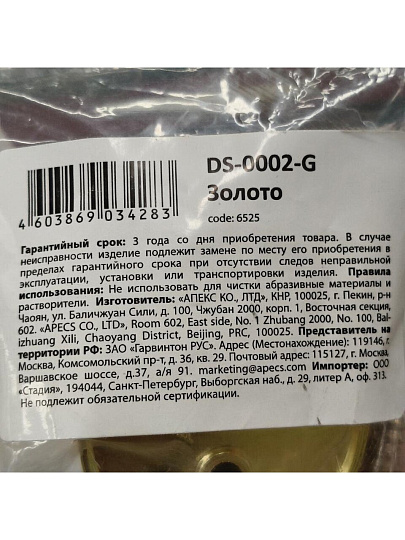 DS-0002-G
Золото
4603869034283
code: 6525
Гарантийный срок: 3 года со дня приобретения товара. В случае
неисправности изделие подлежит замене по месту его приобретения в
пределах гарантийного срока при отсутствии следов неправильной
эксплуатации, установки или транспортировки изделия. Правила
использования: Не использовать для чистки абразивные материалы и
растворители. Изготовитель: «АПЕКС КО., ЛТД», КНР, 100025, г. Пекин, р-н
Чаоян, ул. Баличжуан Сили, д. 100, Чжубан 2000, корп. 1, Восточная секция,
602. «APECS CO., LTD», Room 602, East side, No. 1 Zhubang 2000, No. 100, Bal-
izhuang Xili, Chaoyang District, Beijing, PRC, 100025. Представитель на
территории РФ: ЗАО «Гарвинтон РУС». Адрес (Местонахождение): 119146, г.
Москва, Комсомольский пр-т, д. 36, кв. 29. Почтовый адрес: 115127, г. Москва,
Варшавское шоссе, д.37, а/я 91. marketing@apecs.com Импортер: ООО
«Стадия», 194044, Санкт-Петербург, Выборгская наб., д. 29, литер А, оф. 313.
Не подлежит обязательной сертификации.